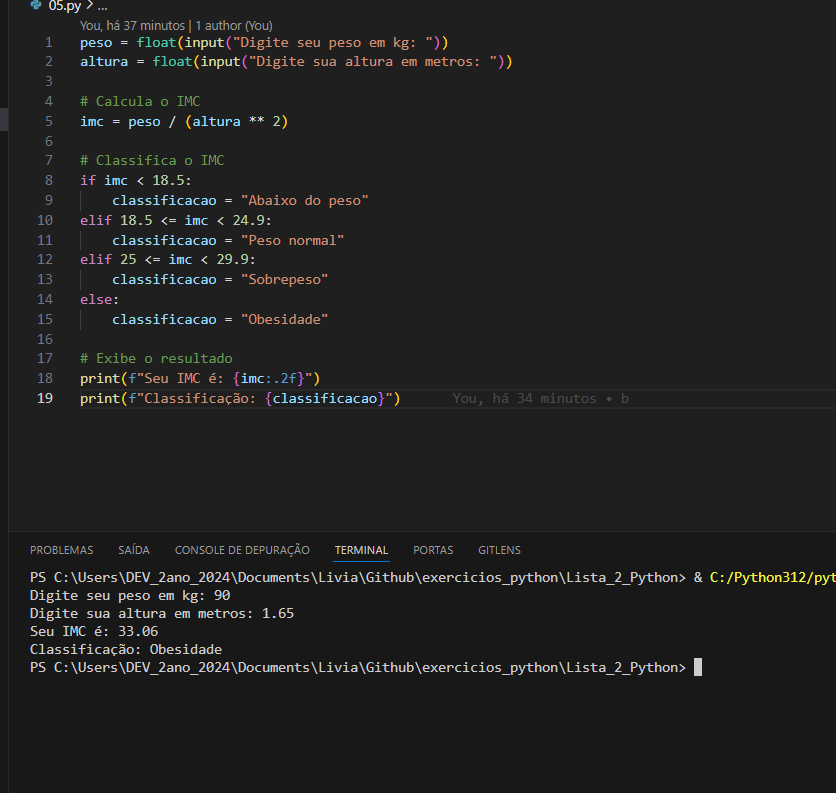 05.py > ...
You, há 37 minutos | 1 author (You)
1 peso = float(input("Digite seu peso em kg: "))
2 altura = float(input("Digite sua altura em metros: "))
3
4 # Calcula o IMC
5 imc = peso / (altura ** 2)
6
7 # Classifica o IMC
8 if imc < 18.5:
9     classificacao = "Abaixo do peso"
10 elif 18.5 <= imc < 24.9:
11     classificacao = "Peso normal"
12 elif 25 <= imc < 29.9:
13     classificacao = "Sobrepeso"
14 else:
15     classificacao = "Obesidade"
16
17 # Exibe o resultado
18 print(f"Seu IMC é: {imc:.2f}")
19 print(f"Classificação: {classificacao}") You, há 34 minutos • b
PROBLEMAS SAÍDA CONSOLE DE DEPURAÇÃO TERMINAL PORTAS GITLENS
PS C:\Users\DEV_2ano_2024\Documents\Livia\Github\exercicios_python\Lista_2_Python> & C:/Python312/pyt
Digite seu peso em kg: 90
Digite sua altura em metros: 1.65
Seu IMC é: 33.06
Classificação: Obesidade
PS C:\Users\DEV_2ano_2024\Documents\Livia\Github\exercicios_python\Lista_2_Python>